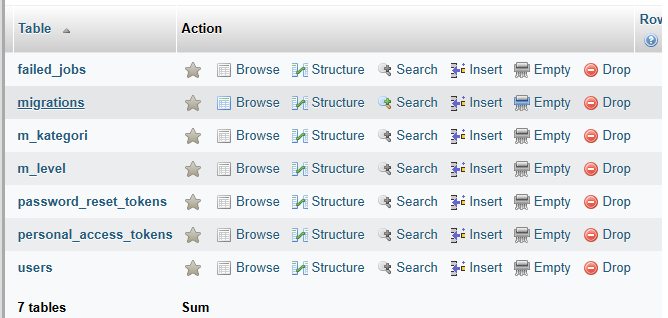 Table Action Row
failed_jobs Browse Structure Search Insert Empty Drop
migrations Browse Structure Search Insert Empty Drop
m_kategori Browse Structure Search Insert Empty Drop
m_level Browse Structure Search Insert Empty Drop
password_reset_tokens Browse Structure Search Insert Empty Drop
personal_access_tokens Browse Structure Search Insert Empty Drop
users Browse Structure Search Insert Empty Drop
7 tables Sum